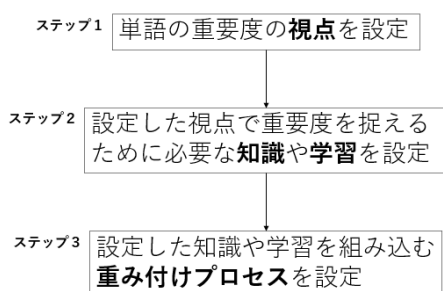 ステップ1
単語の重要度の視点を設定
ステップ2
設定した視点で重要度を捉える
ために必要な知識や学習を設定
ステップ3
設定した知識や学習を組み込む
重み付けプロセスを設定